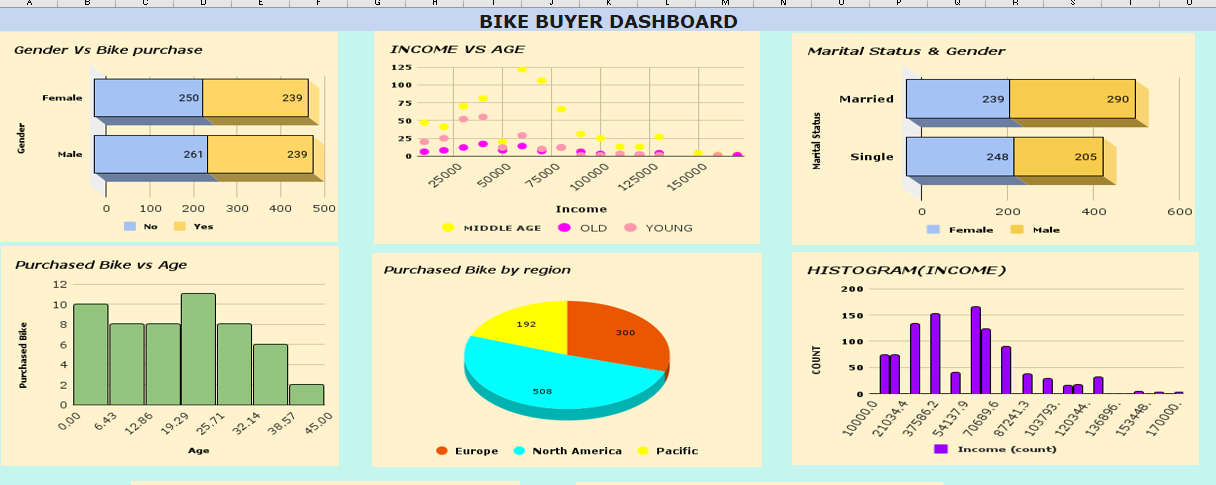 A B C D E F G H I J K L M N O P Q R S T U
BIKE BUYER DASHBOARD
Gender Vs Bike purchase
Gender
Female 250 239
Male 261 239
0 100 200 300 400 500
No Yes
INCOME VS AGE
125
100
75
50
25
0
25000 50000 75000 100000 125000 150000
Income
MIDDLE AGE OLD YOUNG
Marital Status & Gender
Marital Status
Married 239 290
Single 248 205
0 200 400 600
Female Male
Purchased Bike vs Age
Purchased Bike
12
10
8
6
4
2
0
0.00 6.43 12.86 19.29 25.71 32.14 38.57 45.00
Age
Purchased Bike by region
192 300
508
Europe North America Pacific
HISTOGRAM(INCOME)
COUNT
200
150
100
50
0
10000.0 21034.4 37586.2 54137.9 70689.6 87241.3 103793. 120344. 136896. 153448. 170000.
Income (count)